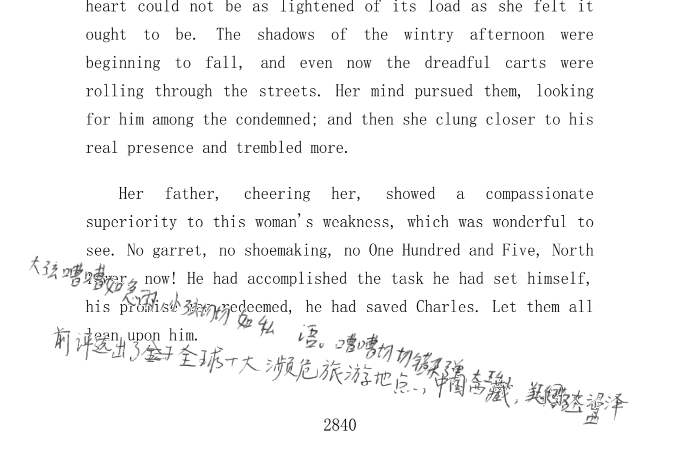 heart could not be as lightened of its load as she felt it
ought to be. The shadows of the wintry afternoon were
beginning to fall, and even now the dreadful carts were
rolling through the streets. Her mind pursued them, looking
for him among the condemned; and then she clung closer to his
real presence and trembled more.
Her father, cheering her, showed a compassionate
superiority to this woman's weakness, which was wonderful to
see. No garret, no shoemaking, no One Hundred and Five, North
Tower, now! He had accomplished the task he had set himself,
his promise was redeemed, he had saved Charles. Let them all
lean upon him.
大弦嘈嘈如急雨,小弦切切如私语。嘈嘈切切错杂弹
前评选出了全球十大濒危旅游地点,中国西藏,沼泽
2840